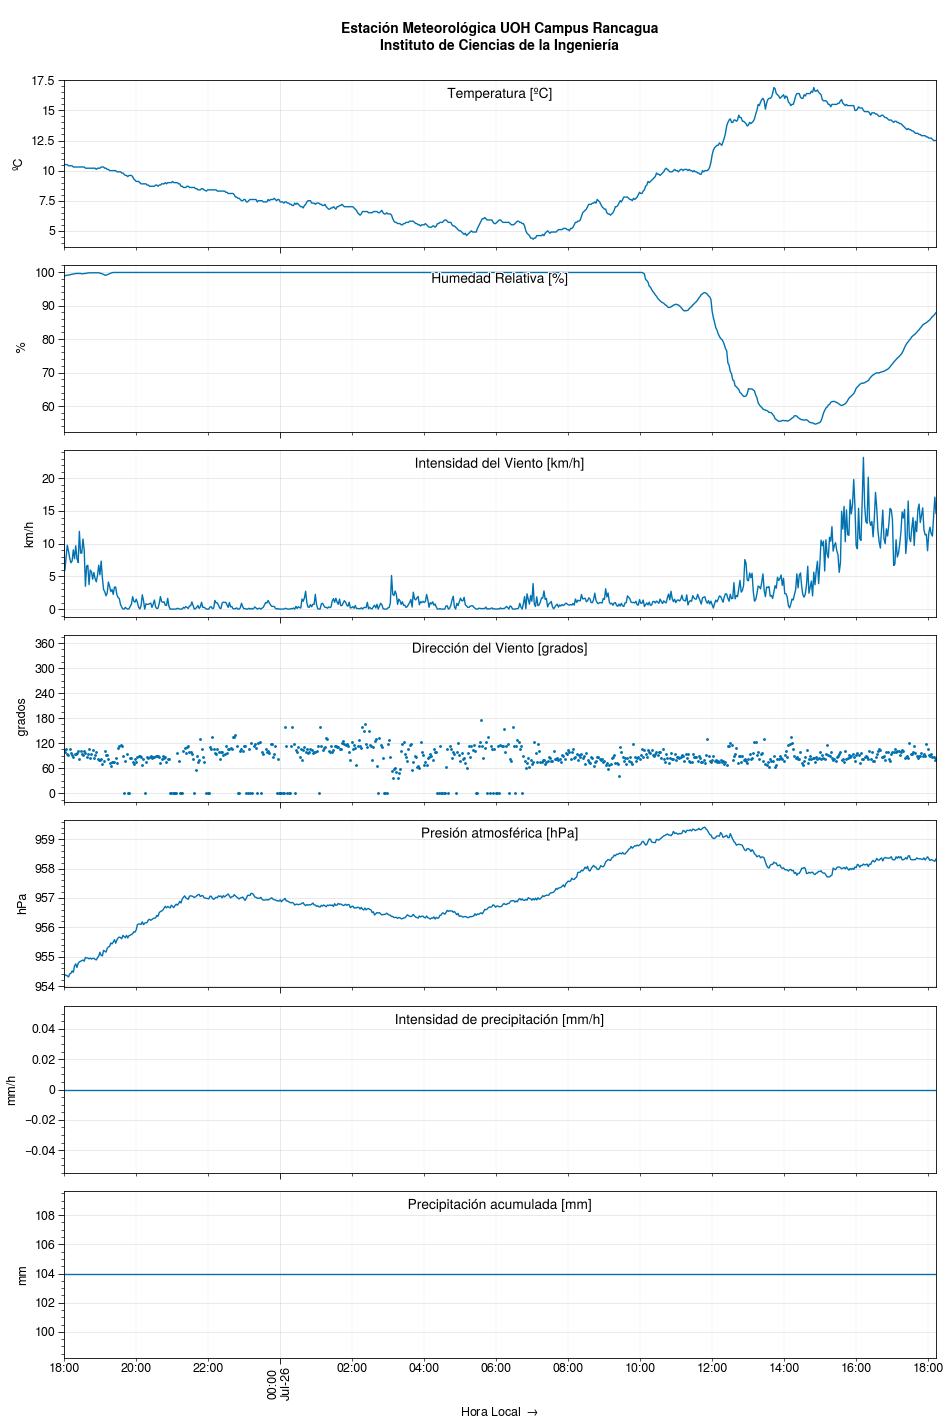 Estación Meteorológica UOH Campus Rancagua
Instituto de Ciencias de la Ingeniería
Temperatura [ºC]
ºC
17.5
15
12.5
10
7.5
5
Humedad Relativa [%]
%
100
90
80
70
60
Intensidad del Viento [km/h]
km/h
20
15
10
5
0
Dirección del Viento [grados]
grados
360
300
240
180
120
60
0
Presión atmosférica [hPa]
hPa
959
958
957
956
955
954
Intensidad de precipitación [mm/h]
mm/h
0.04
0.02
0
−0.02
−0.04
Precipitación acumulada [mm]
mm
108
106
104
102
100
18:00 20:00 22:00 00:00 02:00 04:00 06:00 08:00 10:00 12:00 14:00 16:00 18:00
Jul-26
Hora Local →